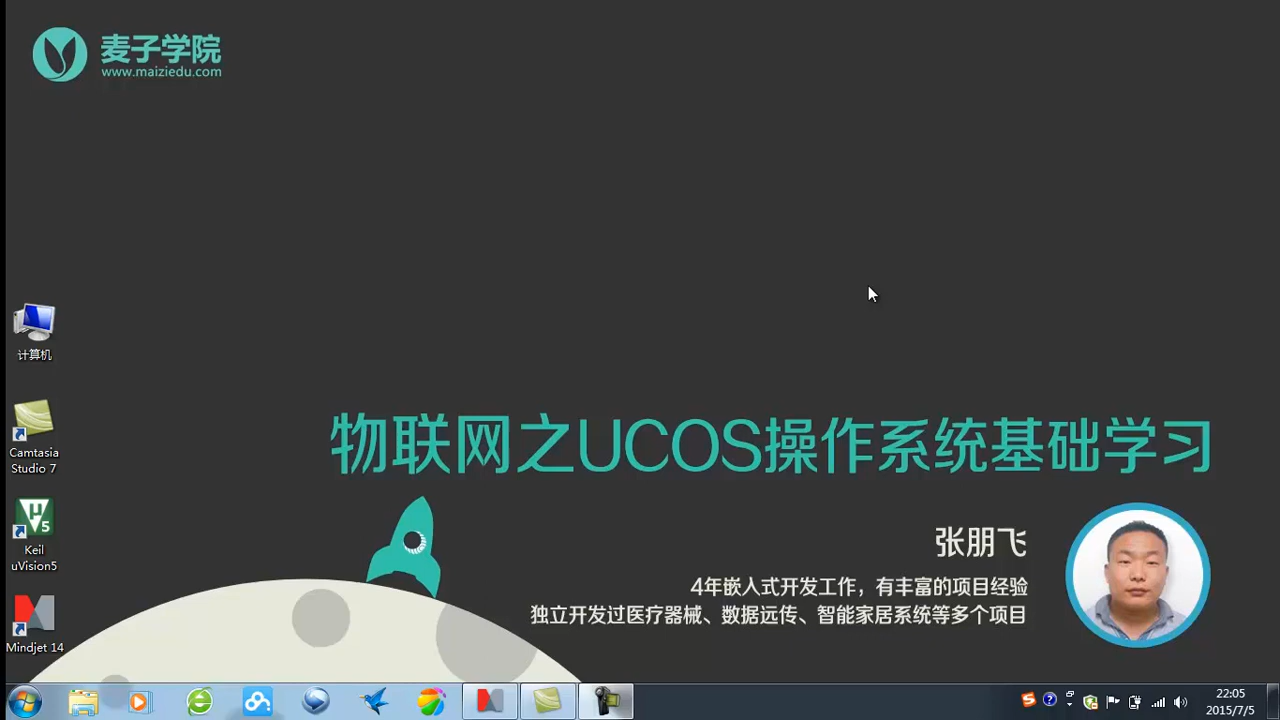 麦子学院
www.maiziedu.com
计算机
Camtasia
Studio 7
Keil
uVision5
Mindjet 14
物联网之UCOS操作系统基础学习
张朋飞
4年嵌入式开发工作，有丰富的项目经验
独立开发过医疗器械、数据远传、智能家居系统等多个项目
22:05
2015/7/5